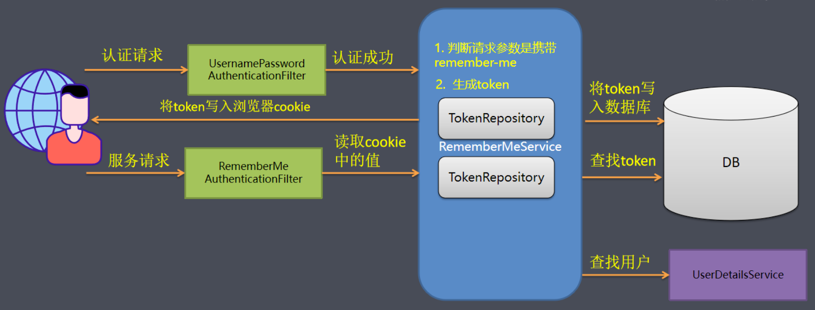 认证请求
UsernamePassword
AuthenticationFilter
认证成功
1. 判断请求参数是携带
remember-me
2. 生成token
将token写
入数据库
将token写入浏览器cookie
TokenRepository
RememberMeService
服务请求
RememberMe
AuthenticationFilter
读取cookie
中的值
TokenRepository
查找token
DB
查找用户
UserDetailsService